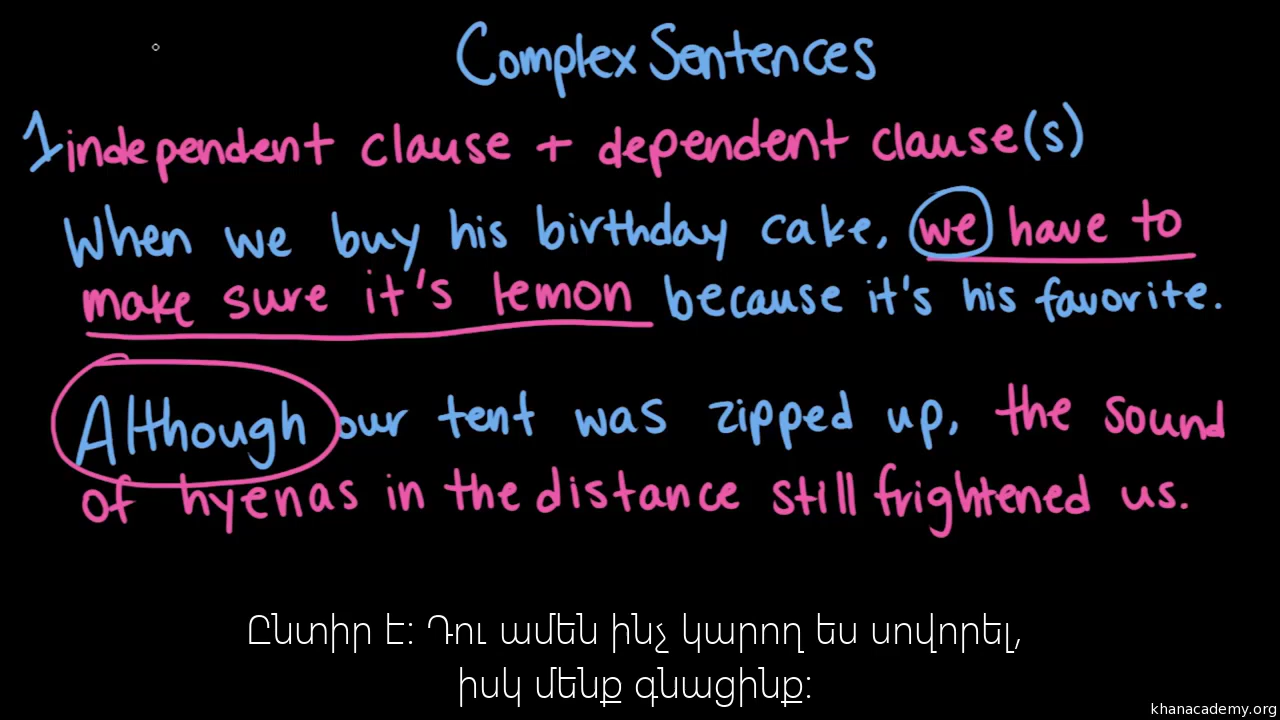 Complex Sentences
1 independent clause + dependent clause(s)
When we buy his birthday cake, we have to
make sure it's lemon because it's his favorite.
Although our tent was zipped up, the sound
of hyenas in the distance still frightened us.
Ընտիր է: Դու ամեն ինչ կարող ես սովորել,
իսկ մենք գնացինք:
khanacademy.org